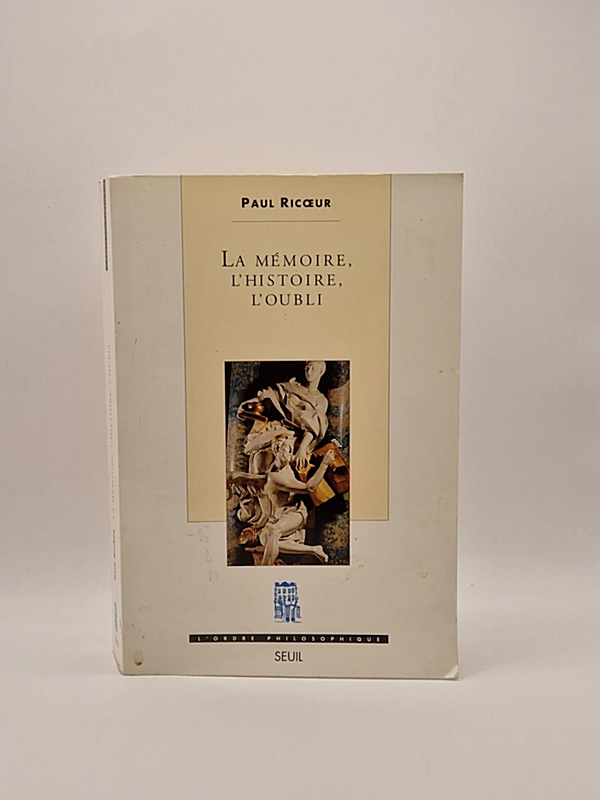 PAUL RICŒUR
LA MÉMOIRE,
L'HISTOIRE,
L'OUBLI
L'ORDRE PHILOSOPHIQUE
SEUIL